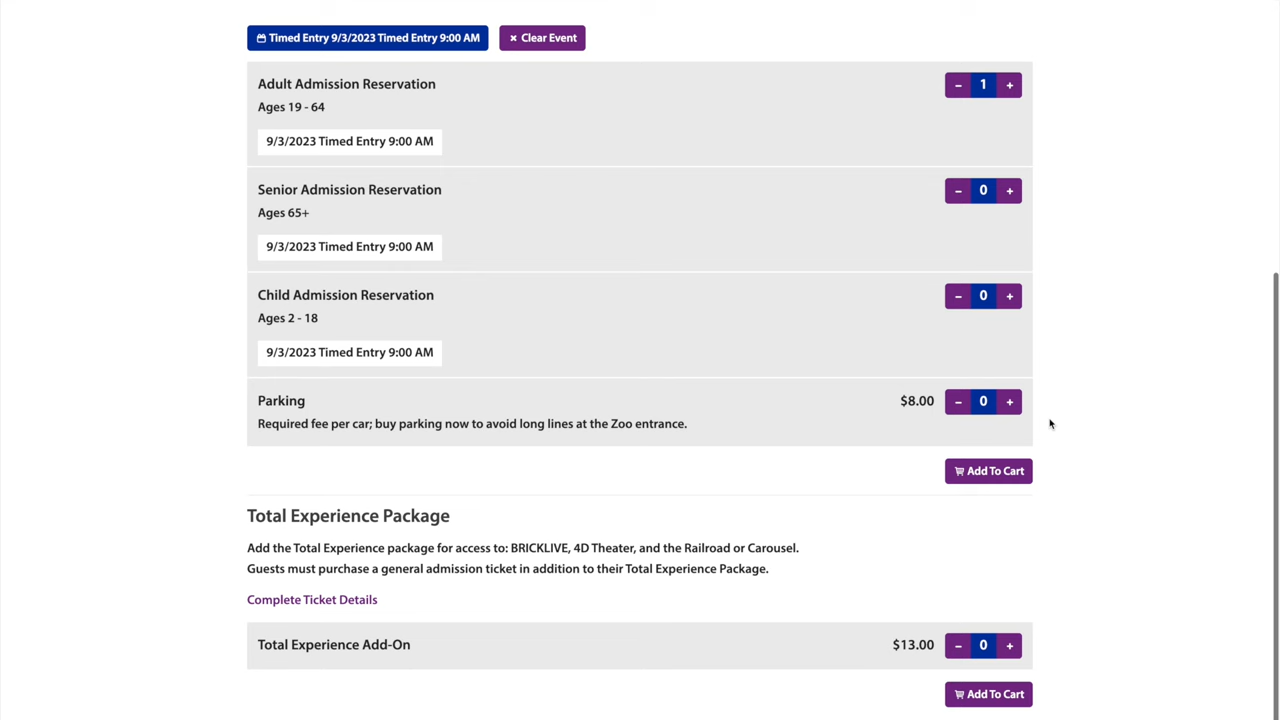 Timed Entry 9/3/2023 Timed Entry 9:00 AM Clear Event
Adult Admission Reservation – 1 +
Ages 19 - 64
9/3/2023 Timed Entry 9:00 AM
Senior Admission Reservation – 0 +
Ages 65+
9/3/2023 Timed Entry 9:00 AM
Child Admission Reservation – 0 +
Ages 2 - 18
9/3/2023 Timed Entry 9:00 AM
Parking $8.00 – 0 +
Required fee per car; buy parking now to avoid long lines at the Zoo entrance.
Add To Cart
Total Experience Package
Add the Total Experience package for access to: BRICKLIVE, 4D Theater, and the Railroad or Carousel.
Guests must purchase a general admission ticket in addition to their Total Experience Package.
Complete Ticket Details
Total Experience Add-On $13.00 – 0 +
Add To Cart